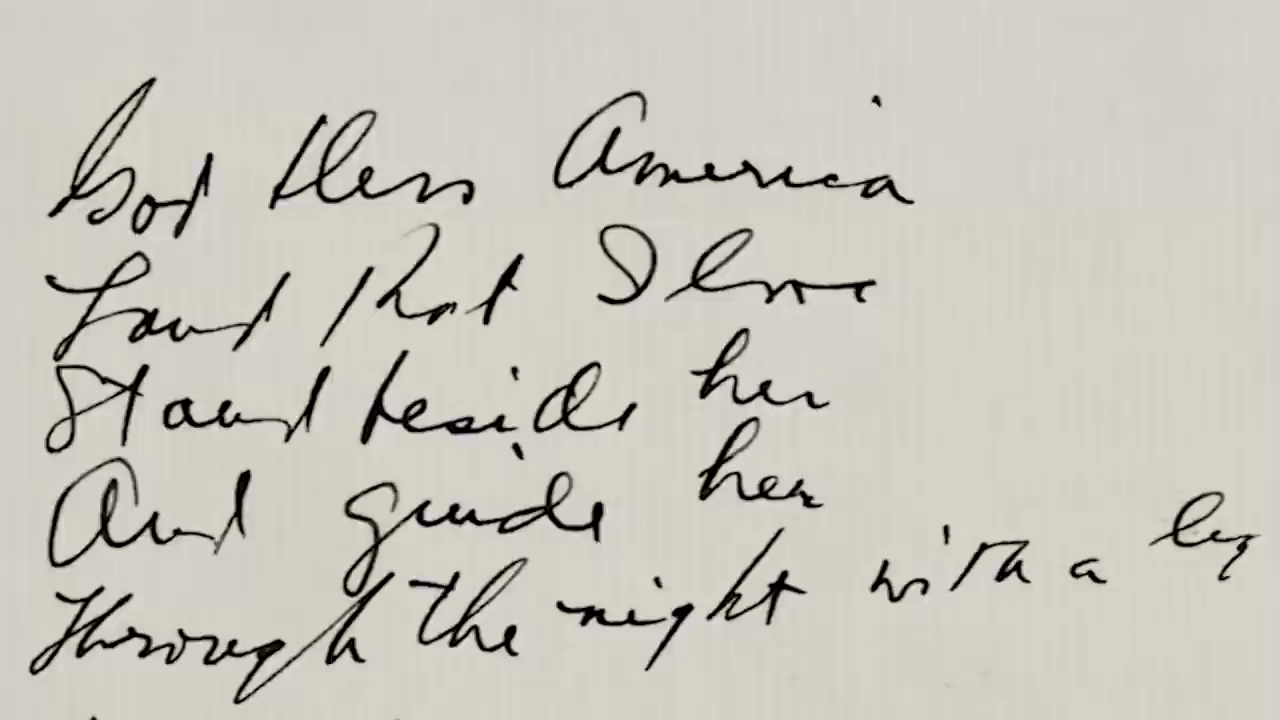 God bless America
Land that I love
Stand beside her
And guide her
Through the night with a